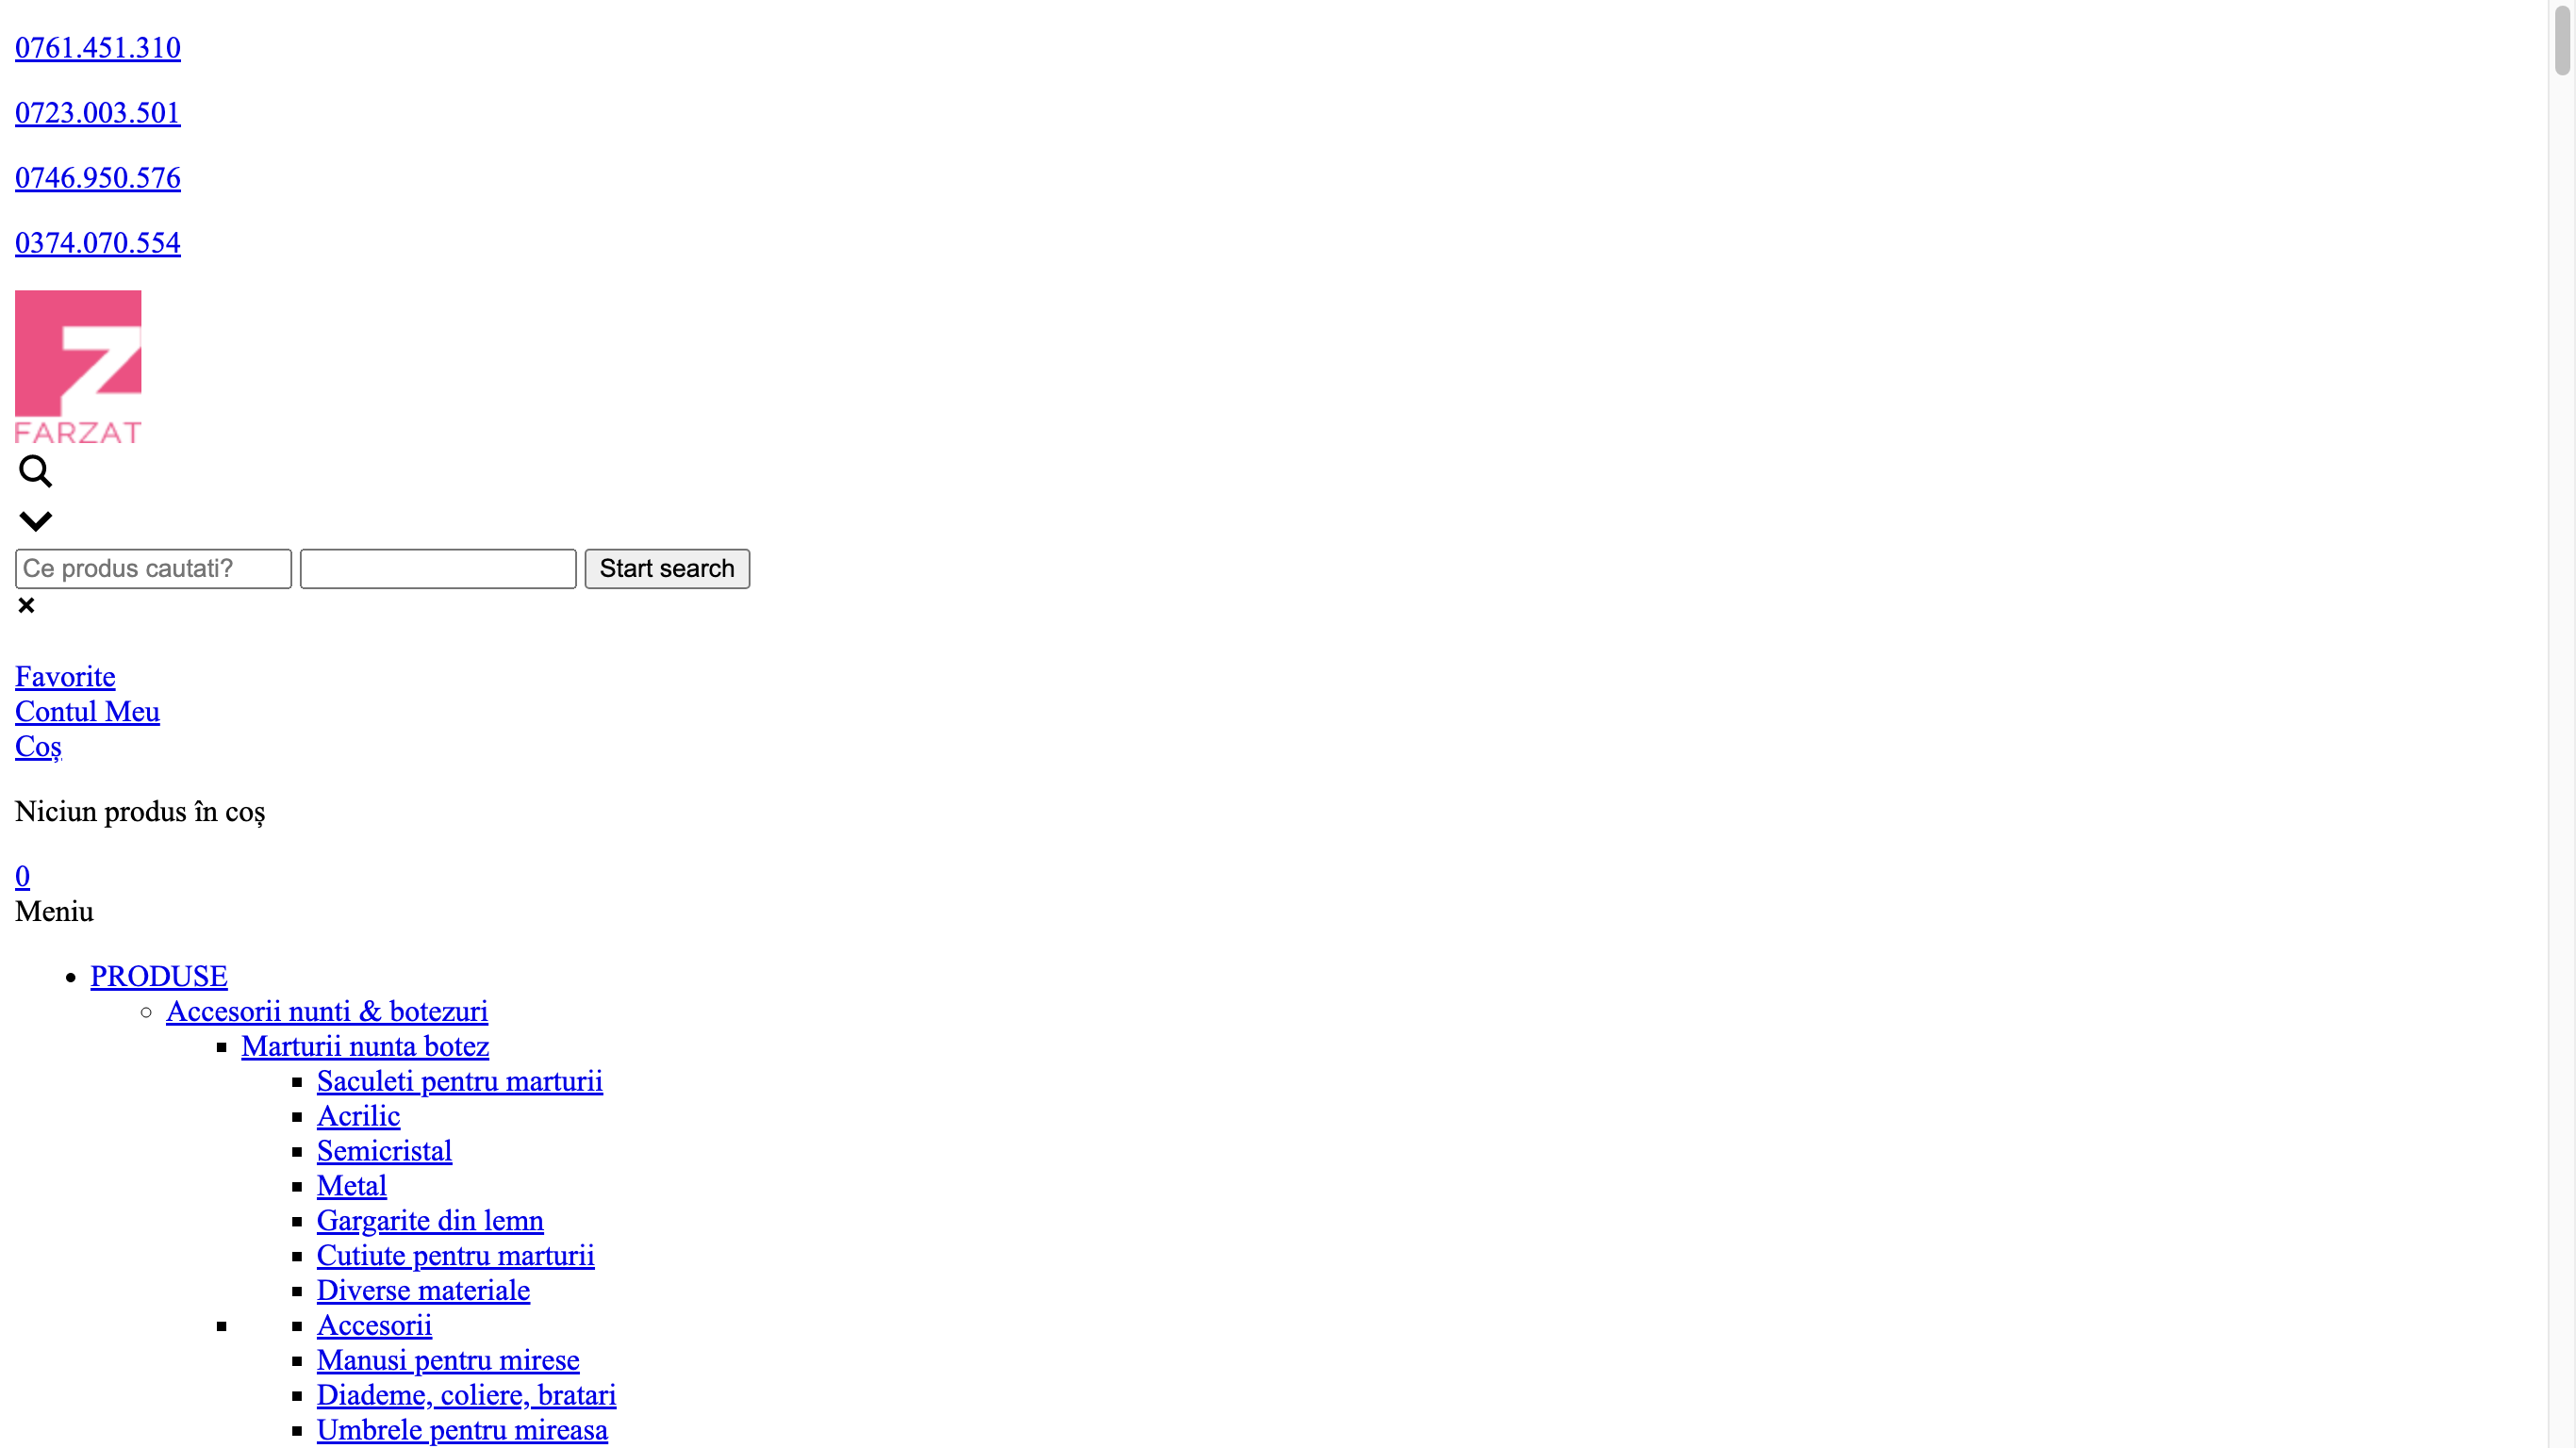 0761.451.310
0723.003.501
0746.950.576
0374.070.554
FZ
FARZAT
Ce produs cautati? Start search
Favorite
Contul Meu
Coș
Niciun produs în coș
0
Meniu
PRODUSE
Accesorii nunti & botezuri
Marturii nunta botez
Saculeti pentru marturii
Acrilic
Semicristal
Metal
Gargarite din lemn
Cutiute pentru marturii
Diverse materiale
Accesorii
Manusi pentru mirese
Diademe, coliere, bratari
Umbrele pentru mireasa